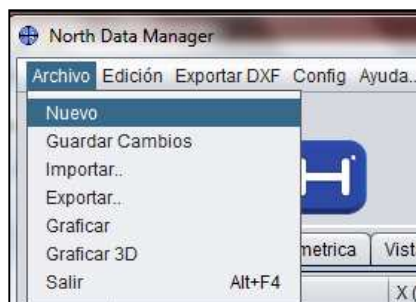 North Data Manager
Archivo Edición Exportar DXF Config Ayuda..
Nuevo
Guardar Cambios
Importar..
Exportar..
Graficar
Graficar 3D
Salir Alt+F4
H
metrica Vist
X (